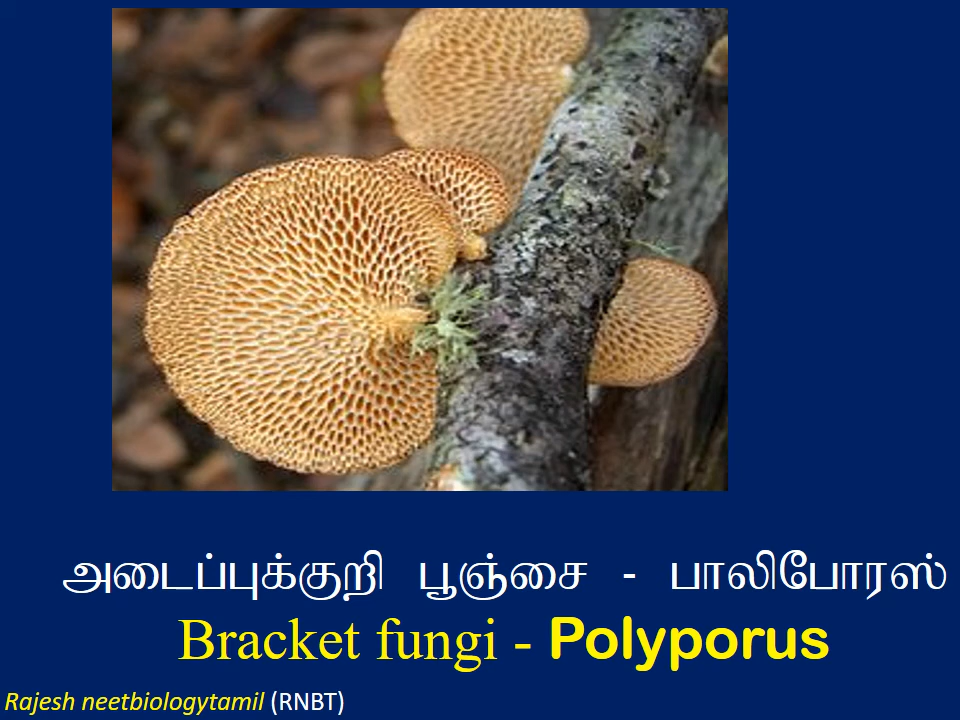 அடைப்புக்குறி பூஞ்சை - பாலிபோரஸ்
Bracket fungi - Polyporus
Rajesh neetbiologytamil (RNBT)